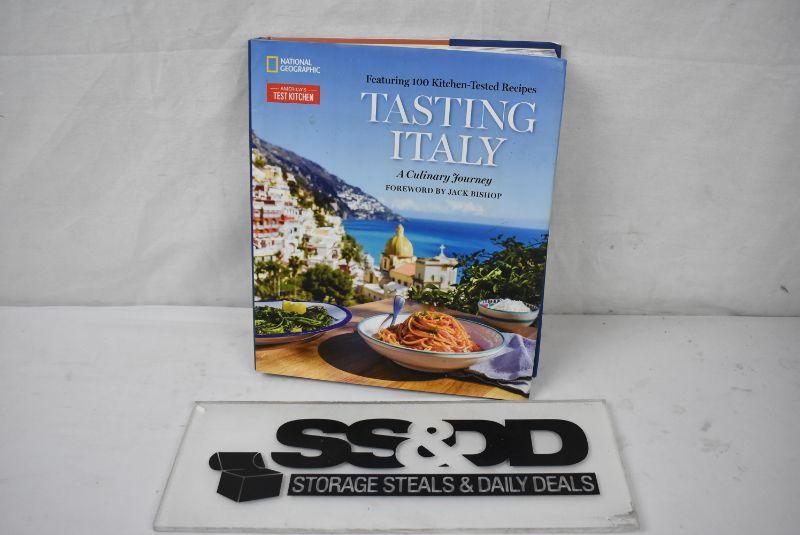 NATIONAL
GEOGRAPHIC
AMERICA'S
TEST KITCHEN
Featuring 100 Kitchen-Tested Recipes
TASTING
ITALY
A Culinary Journey
FOREWORD BY JACK BISHOP
SS&DD
STORAGE STEALS & DAILY DEALS